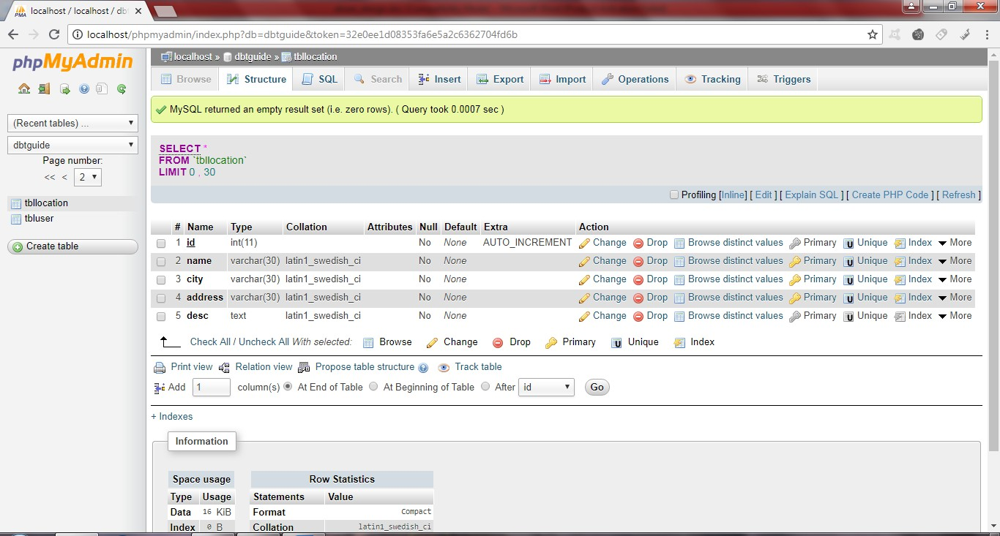 localhost / localhost / dbt
localhost/phpmyadmin/index.php?db=dbtguide&token=32e0ee1d08353fa6e5a2c6362704fd6b
phpMyAdmin
(Recent tables) ...
dbtguide
Page number:
<< < 2
tbllocation
tbluser
Create table
localhost » dbtguide » tbllocation
Browse Structure SQL Search Insert Export Import Operations Tracking Triggers
MySQL returned an empty result set (i.e. zero rows). ( Query took 0.0007 sec )
SELECT *
FROM `tbllocation`
LIMIT 0 , 30
Profiling [Inline] [ Edit ] [ Explain SQL ] [ Create PHP Code ] [ Refresh ]
# Name Type Collation Attributes Null Default Extra Action
1 id int(11) No None AUTO_INCREMENT Change Drop Browse distinct values Primary Unique Index More
2 name varchar(30) latin1_swedish_ci No None Change Drop Browse distinct values Primary Unique Index More
3 city varchar(30) latin1_swedish_ci No None Change Drop Browse distinct values Primary Unique Index More
4 address varchar(30) latin1_swedish_ci No None Change Drop Browse distinct values Primary Unique Index More
5 desc text latin1_swedish_ci No None Change Drop Browse distinct values Primary Unique Index More
Check All / Uncheck All With selected: Browse Change Drop Primary Unique Index
Print view Relation view Propose table structure Track table
Add 1 column(s) At End of Table At Beginning of Table After id Go
+ Indexes
Information
Space usage
Type Usage
Data 16 KiB
Index 0 B
Row Statistics
Statements Value
Format Compact
Collation latin1_swedish_ci